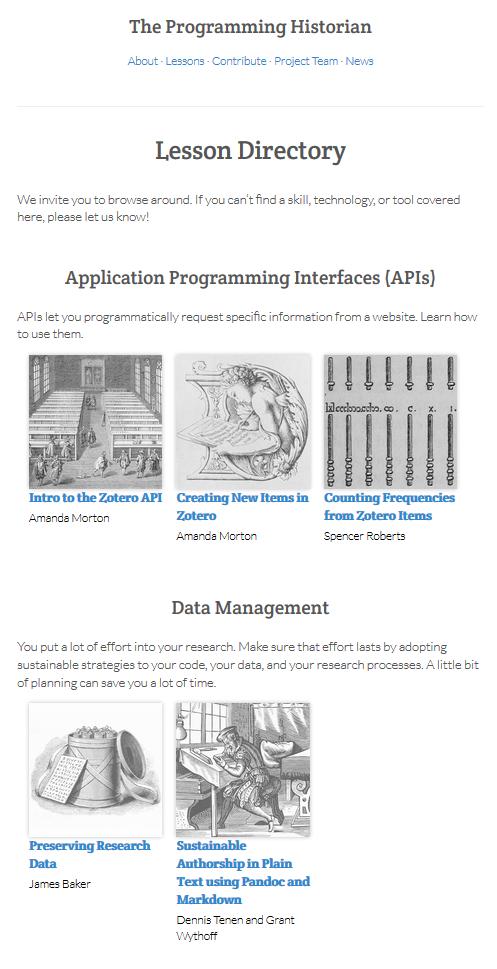 The Programming Historian
About · Lessons · Contribute · Project Team · News
Lesson Directory
We invite you to browse around. If you can't find a skill, technology, or tool covered
here, please let us know!
Application Programming Interfaces (APIs)
APIs let you programmatically request specific information from a website. Learn how
to use them.
Intro to the Zotero API
Amanda Morton
Creating New Items in
Zotero
Amanda Morton
Counting Frequencies
from Zotero Items
Spencer Roberts
Data Management
You put a lot of effort into your research. Make sure that effort lasts by adopting
sustainable strategies to your code, your data, and your research processes. A little bit
of planning can save you a lot of time.
Preserving Research
Data
James Baker
Sustainable
Authorship in Plain
Text using Pandoc and
Markdown
Dennis Tenen and Grant
Wythoff